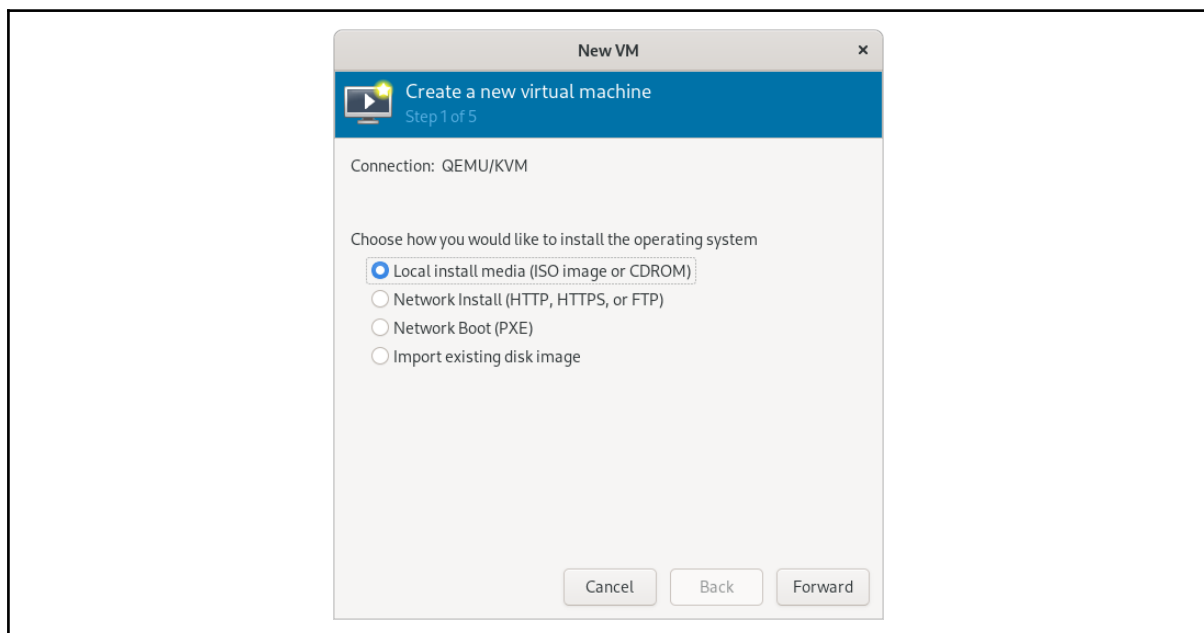 New VM
Create a new virtual machine
Step 1 of 5
Connection: QEMU/KVM
Choose how you would like to install the operating system
Local install media (ISO image or CDROM)
Network Install (HTTP, HTTPS, or FTP)
Network Boot (PXE)
Import existing disk image
Cancel Back Forward